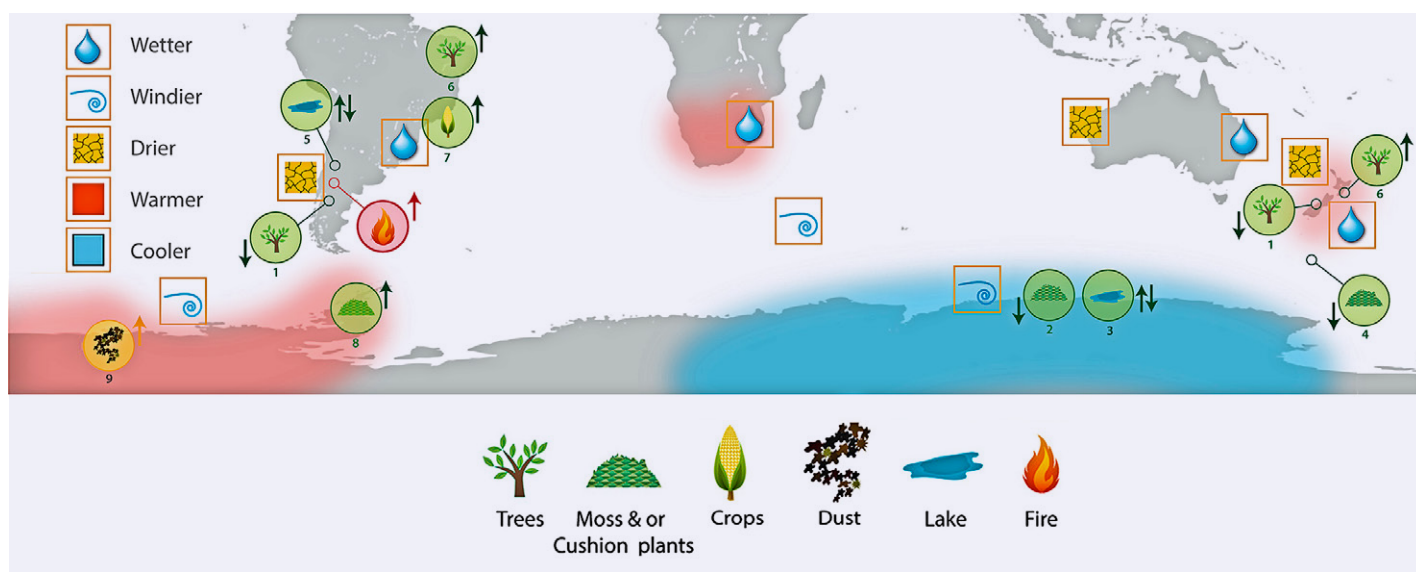 Wetter
Windier
Drier
Warmer
Cooler
6
5
7
1
6
1
8
2
3
4
9
Trees
Moss & or
Cushion plants
Crops
Dust
Lake
Fire